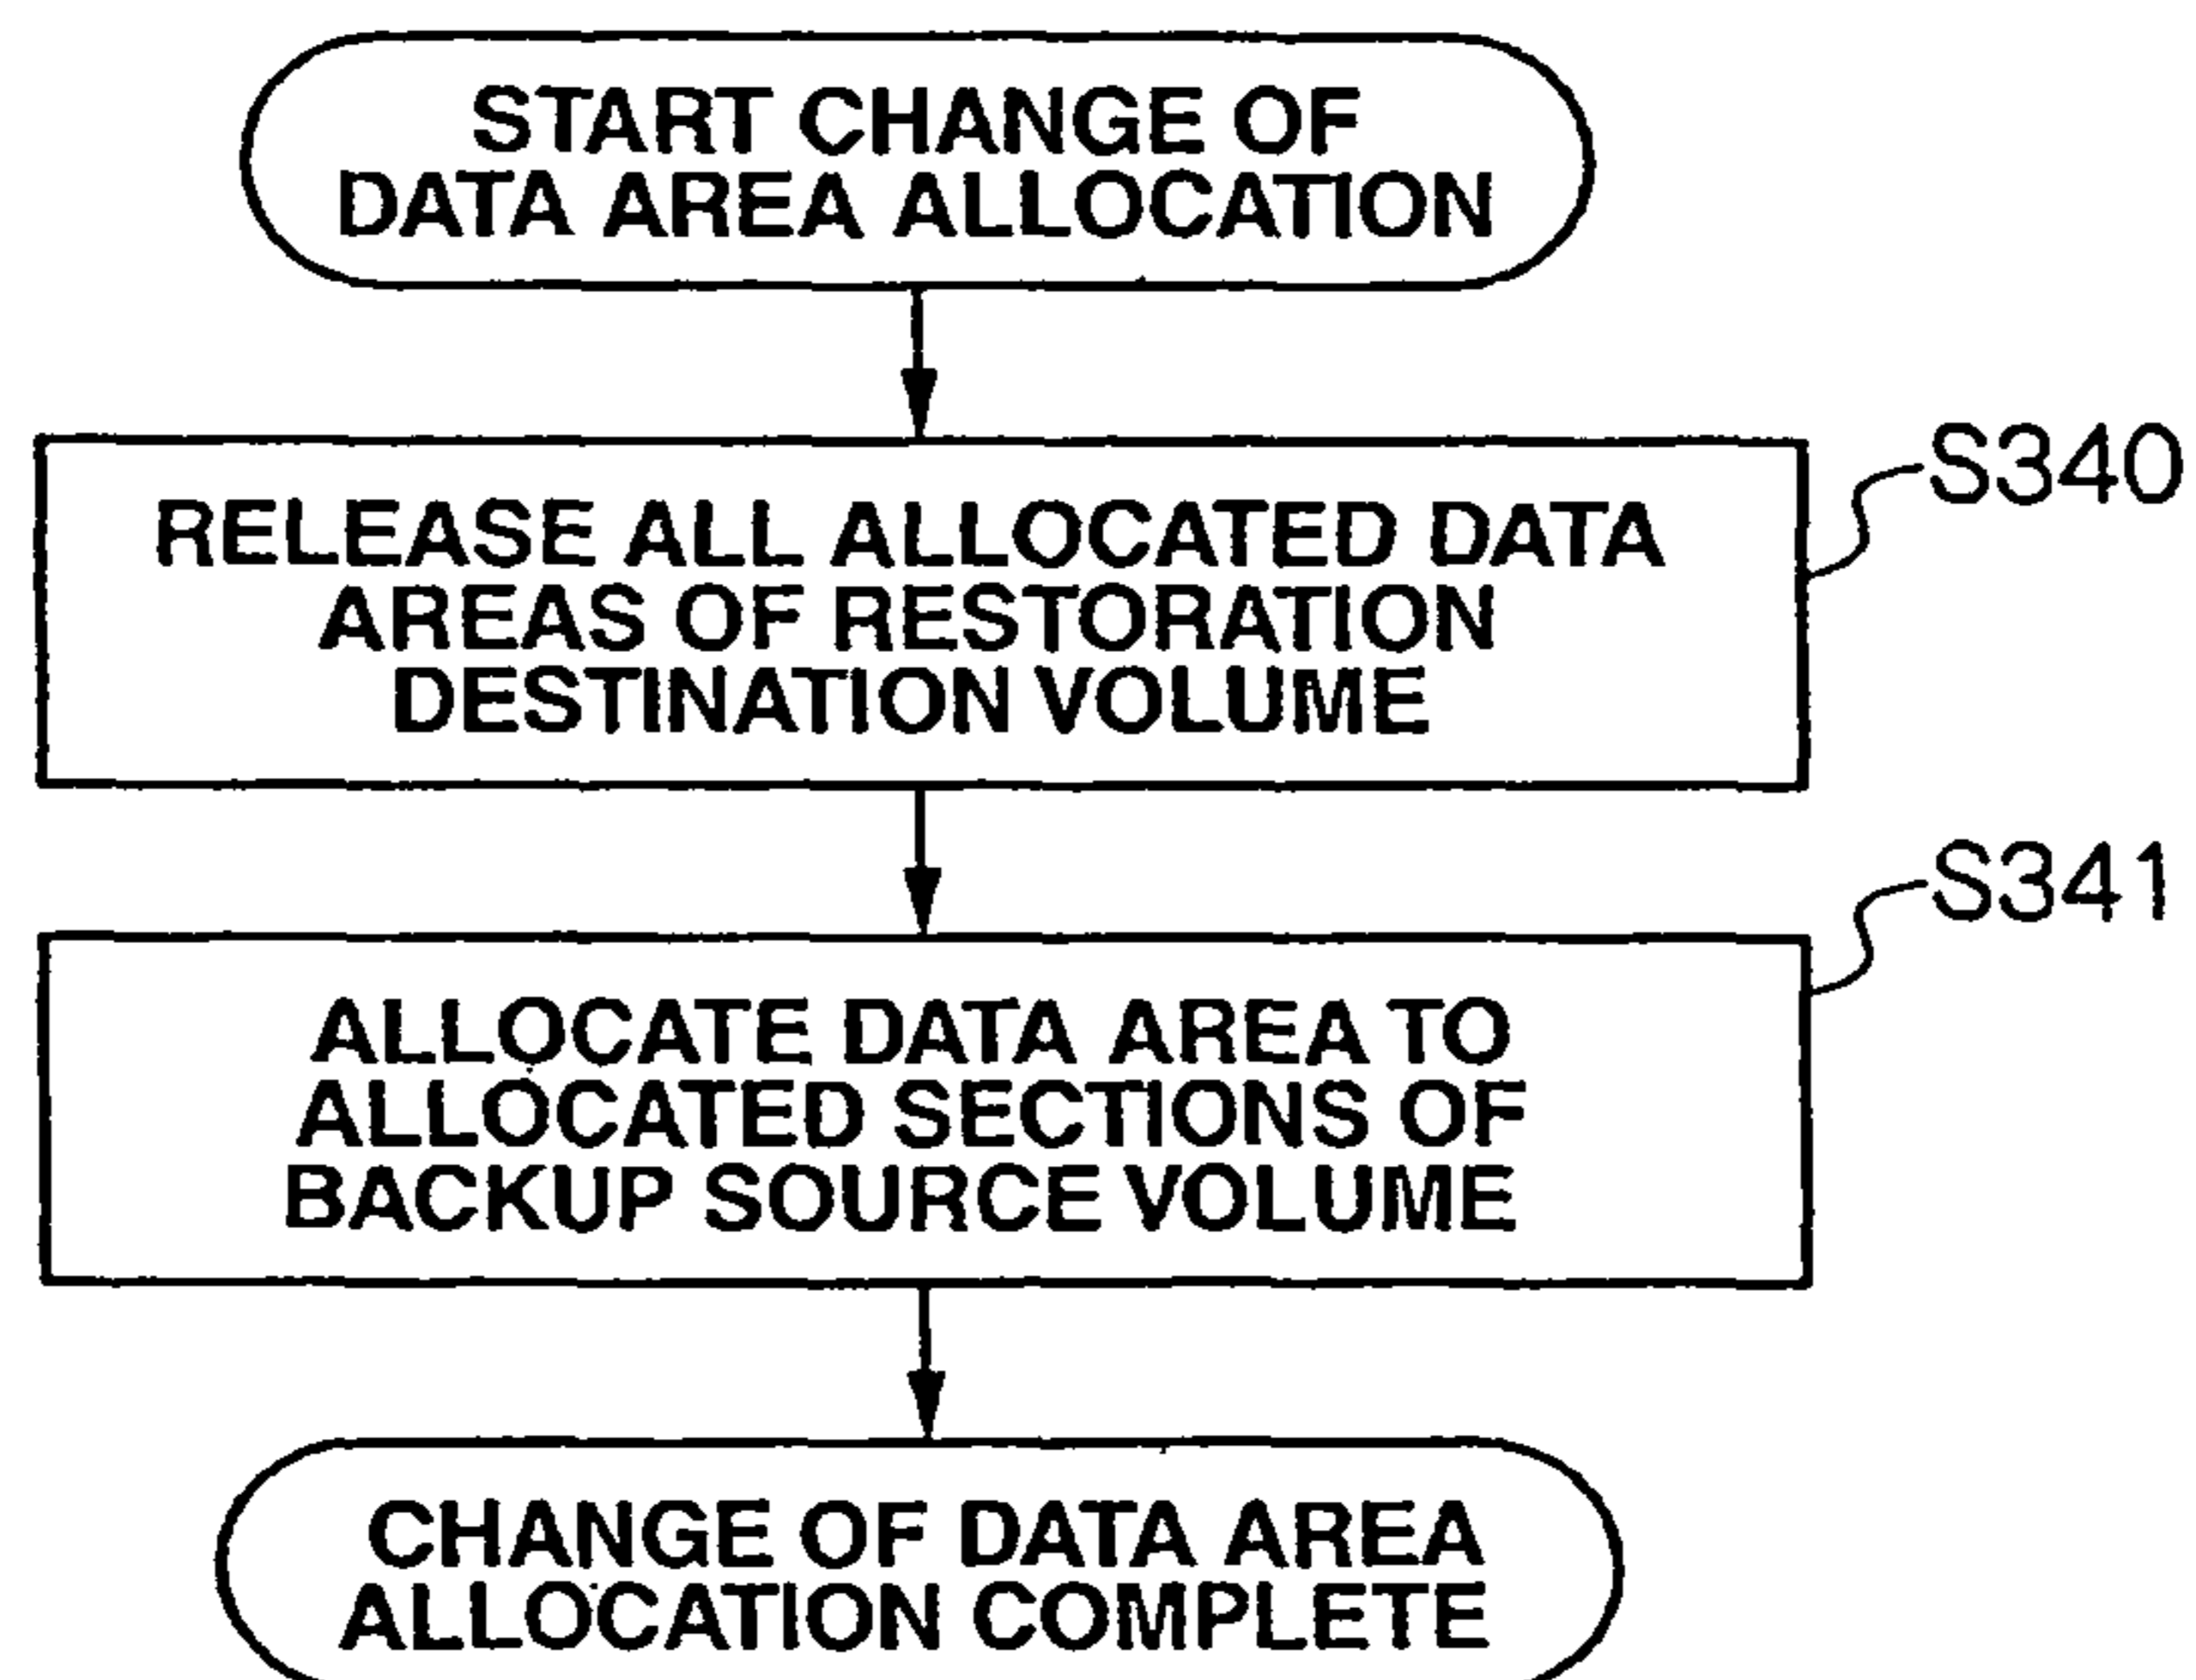 START CHANGE OF
DATA AREA ALLOCATION
S340
RELEASE ALL ALLOCATED DATA
AREAS OF RESTORATION
DESTINATION VOLUME
S341
ALLOCATE DATA AREA TO
ALLOCATED SECTIONS OF
BACKUP SOURCE VOLUME
CHANGE OF DATA AREA
ALLOCATION COMPLETE